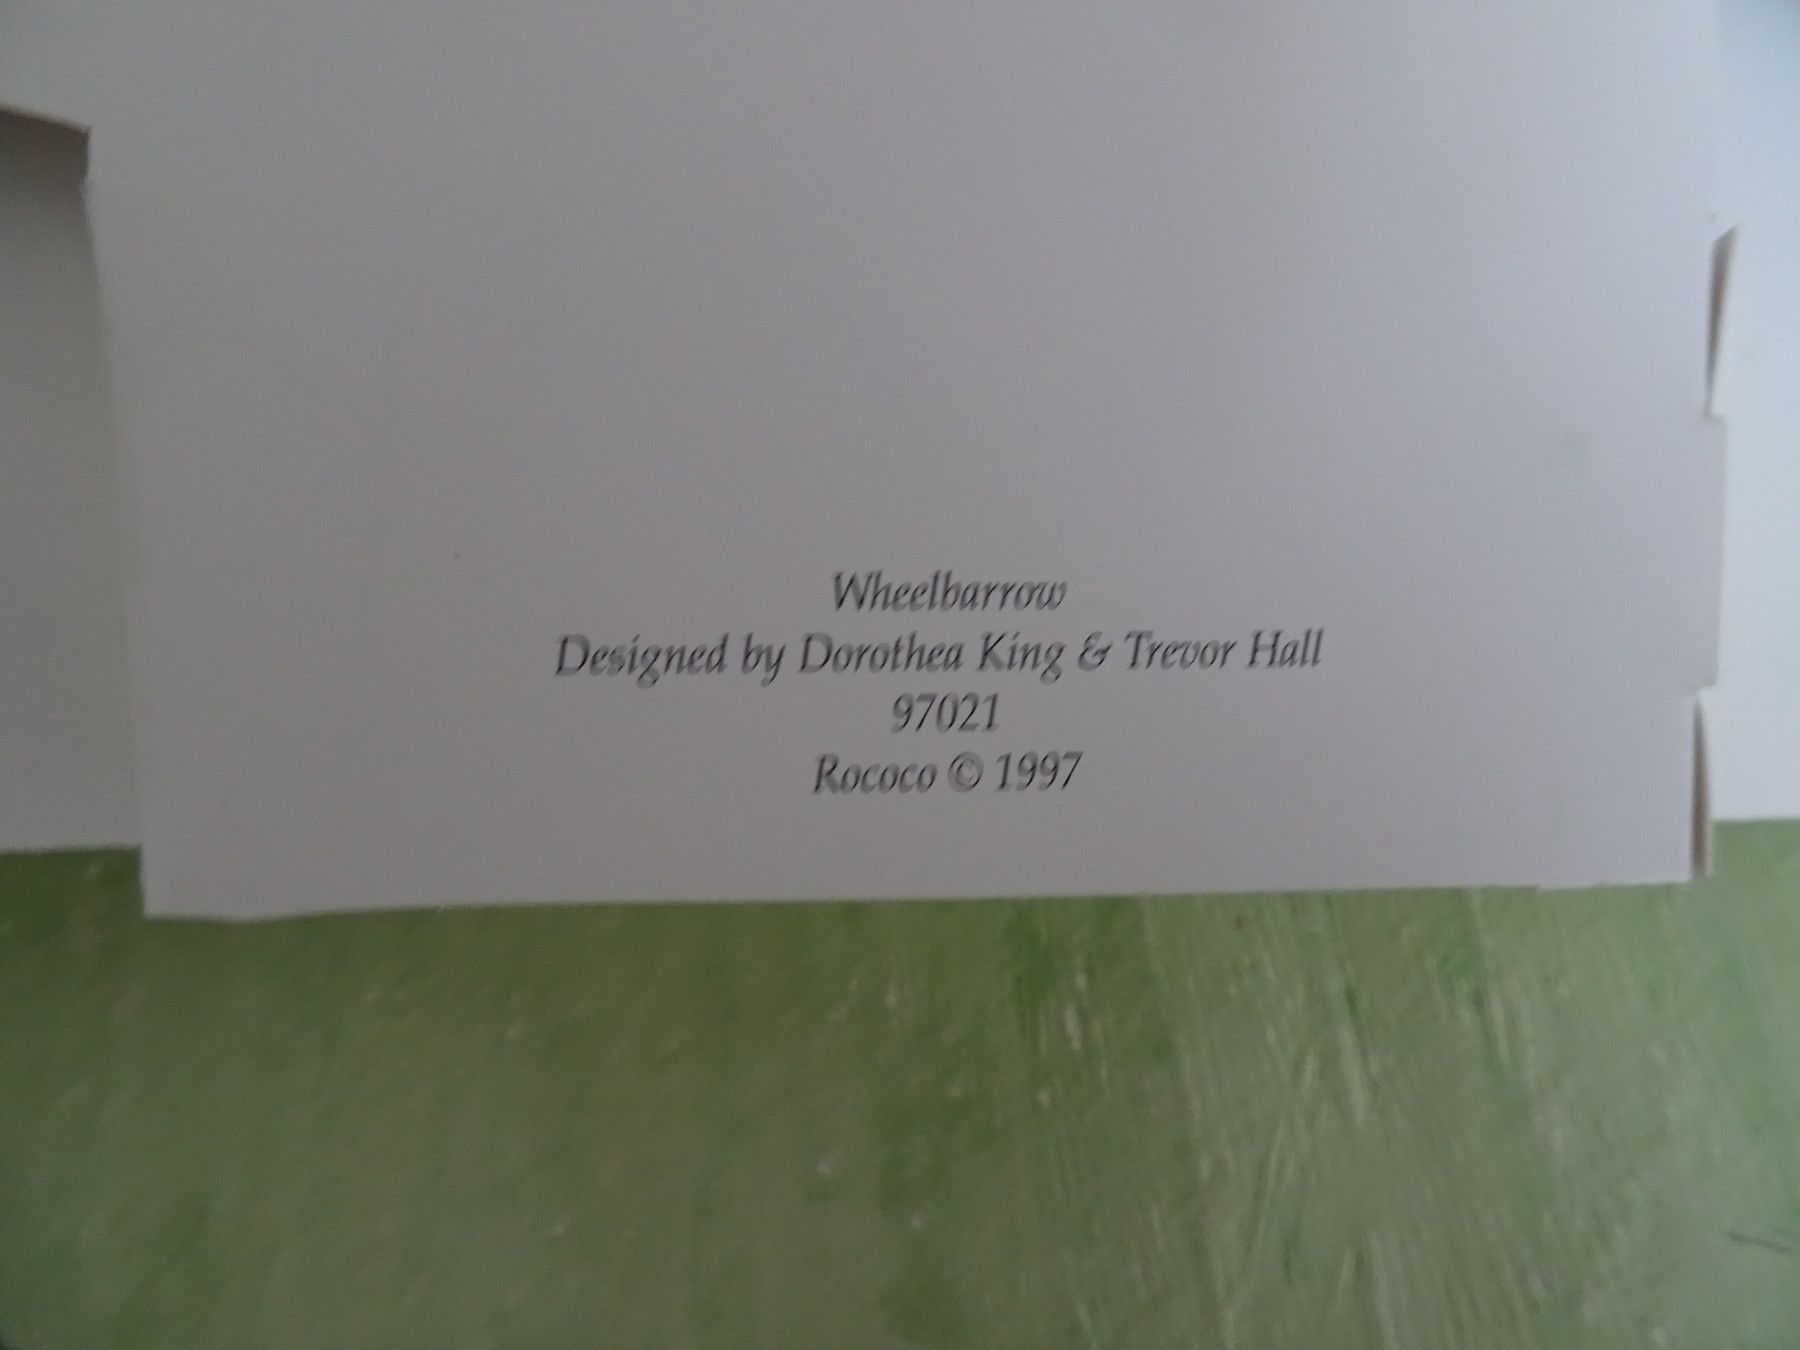 Wheelbarrow
Designed by Dorothea King & Trevor Hall
97021
Rococo © 1997